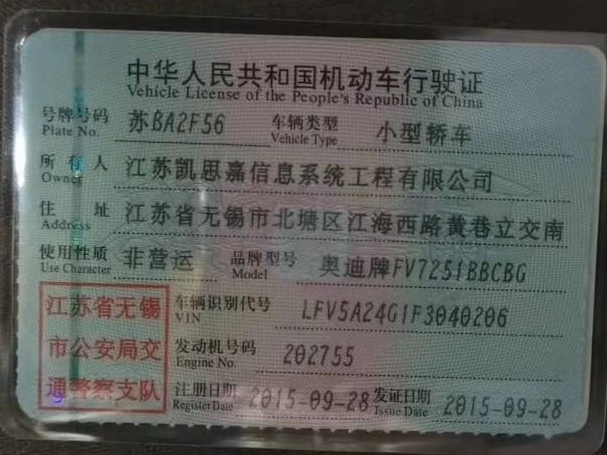 中华人民共和国机动车行驶证
Vehicle License of the People's Republic of China
号牌号码 苏BA2F56 车辆类型 小型轿车
Plate No. Vehicle Type
所有人 江苏凯思嘉信息系统工程有限公司
Owner
住址 江苏省无锡市北塘区江海西路黄巷立交南
Address
使用性质 非营运 品牌型号 奥迪牌FV7251BBCBG
Use Character Model
江苏省无锡 车辆识别代号 LFV5A24G1F3040206
VIN
市公安局交 发动机号码 202755
Engine No.
通警察支队 注册日期 2015-09-28 发证日期 2015-09-28
Register Date Issue Date